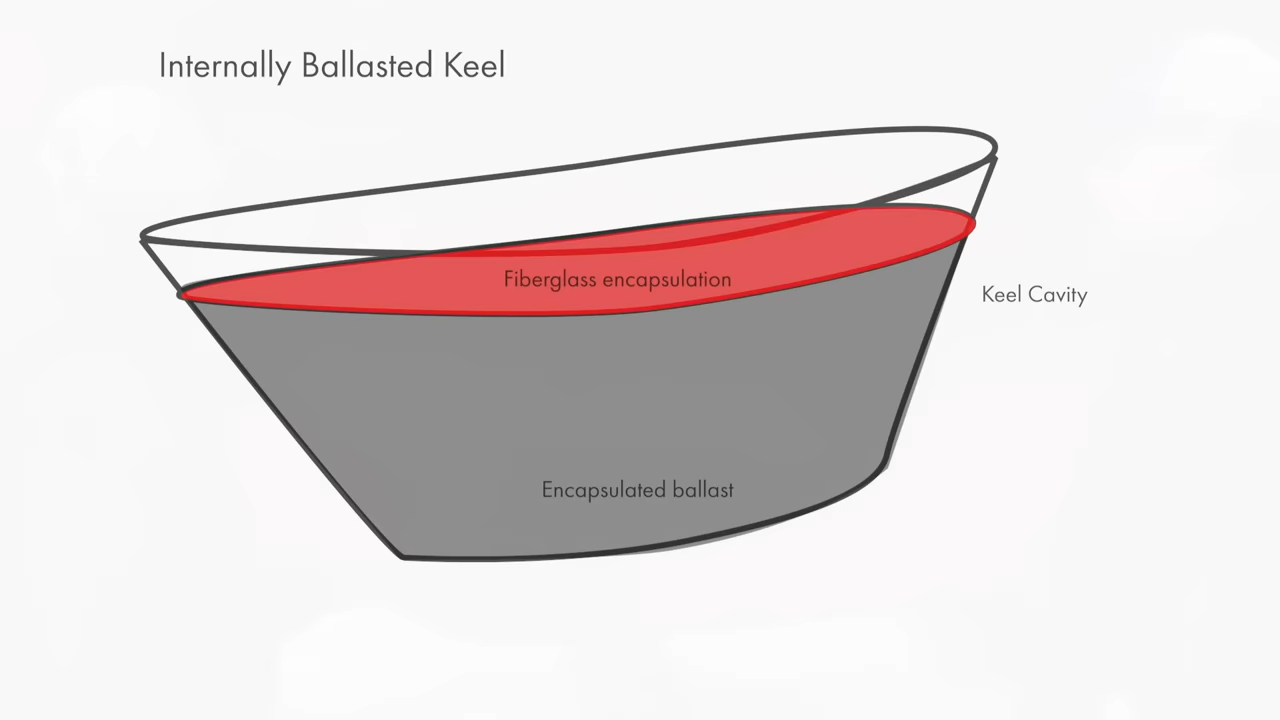 Internally Ballasted Keel
Fiberglass encapsulation
Keel Cavity
Encapsulated ballast